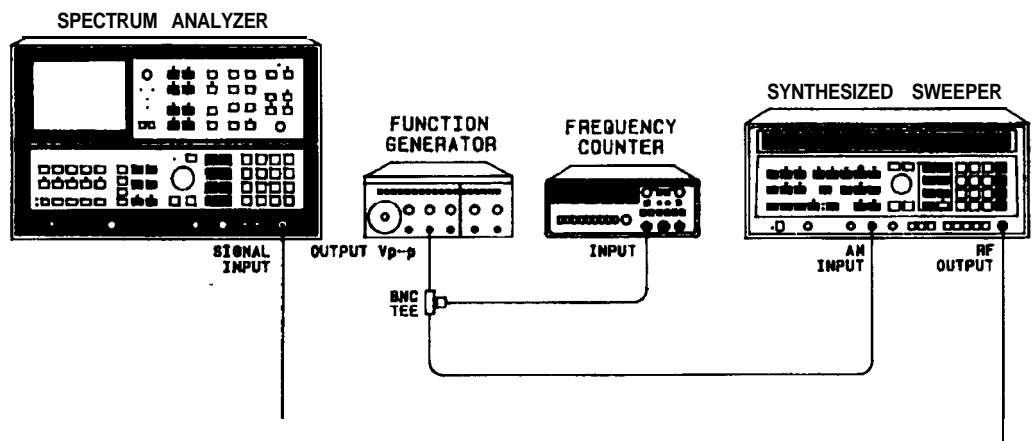 SPECTRUM ANALYZER
SYNTHESIZED SWEEPER
FUNCTION
GENERATOR
FREQUENCY
COUNTER
SIGNAL
INPUT
OUTPUT Vp-p
INPUT
AM
INPUT
RF
OUTPUT
BNC
TEE